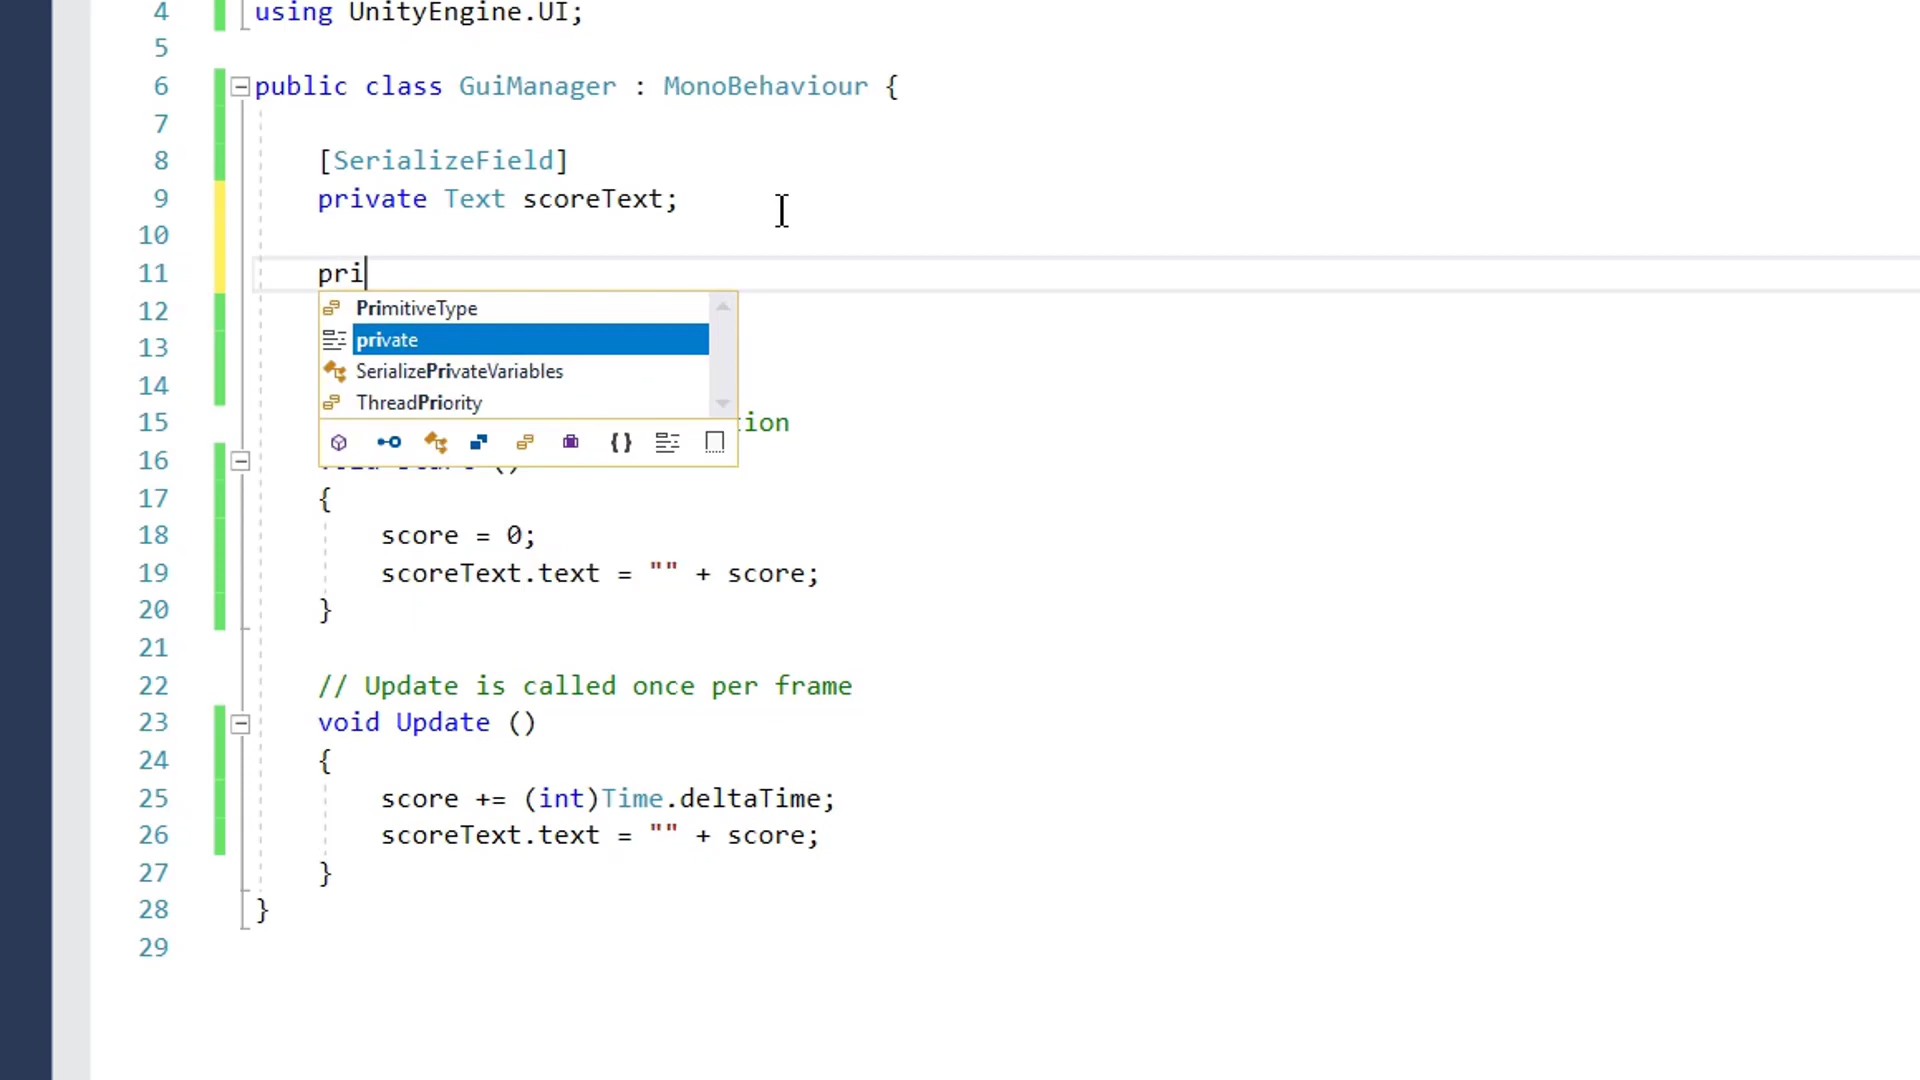 4 using UnityEngine.UI;
5
6 public class GuiManager : MonoBehaviour {
7
8 [SerializeField]
9 private Text scoreText;
10
11 pri
PrimitiveType
12
private
13
SerializePrivateVariables
14
ThreadPriority
15 tion
16
17 {
18 score = 0;
19 scoreText.text = "" + score;
20 }
21
22 // Update is called once per frame
23 void Update ()
24 {
25 score += (int)Time.deltaTime;
26 scoreText.text = "" + score;
27 }
28 }
29